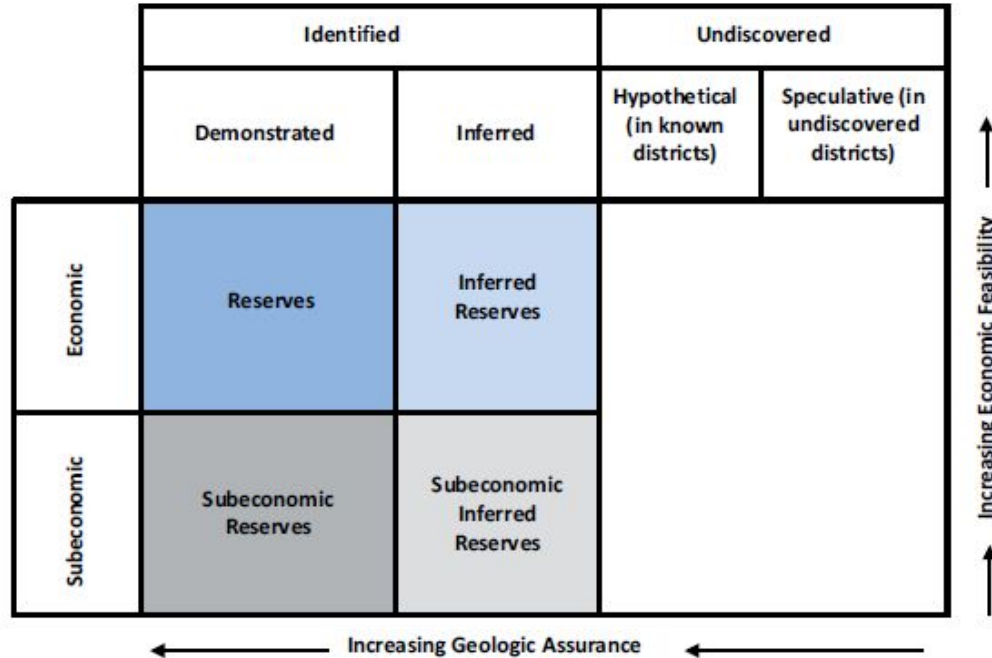 Identified
Undiscovered
Demonstrated
Inferred
Hypothetical
(in known
districts)
Speculative (in
undiscovered
districts)
Economic
Reserves
Inferred
Reserves
Subeconomic
Subeconomic
Reserves
Subeconomic
Inferred
Reserves
Increasing Economic Feasibility
Increasing Geologic Assurance